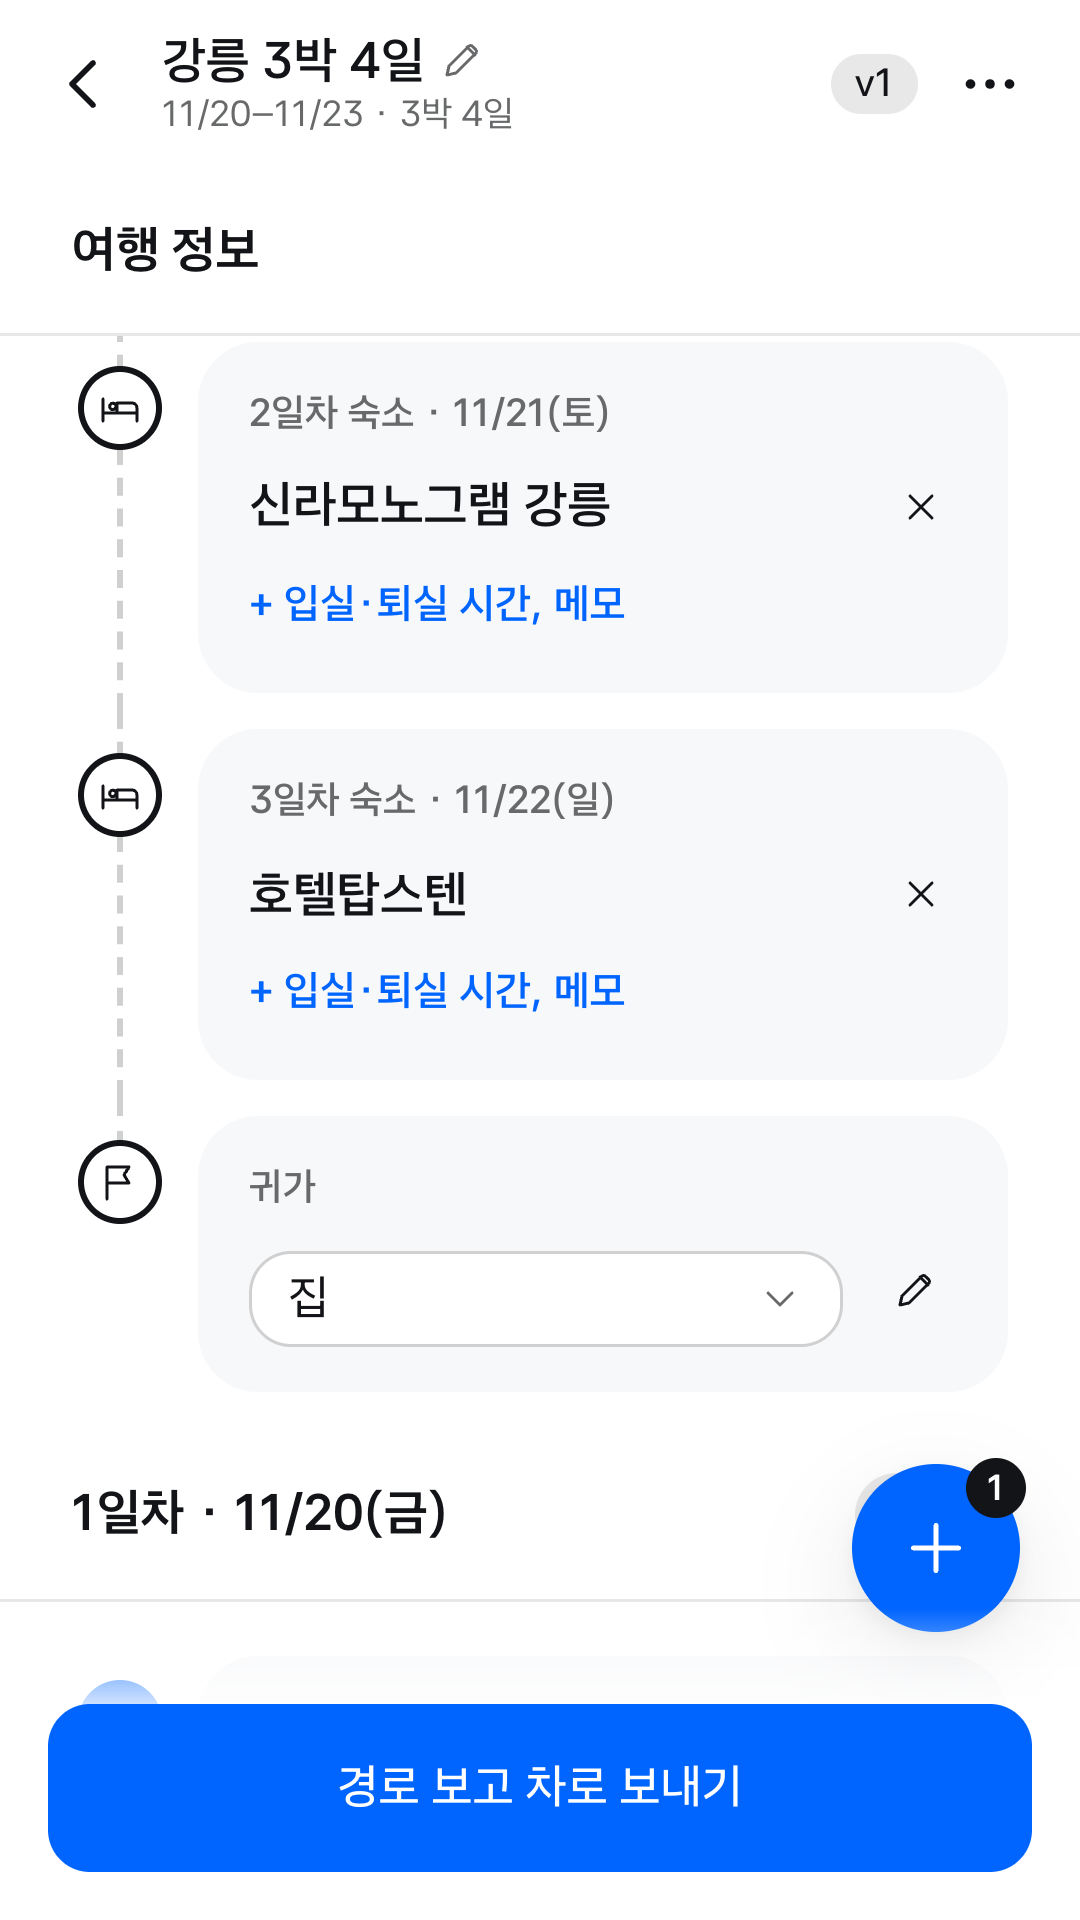 강릉 3박 4일
11/20–11/23 · 3박 4일
v1
여행 정보
2일차 숙소 · 11/21(토)
신라모노그램 강릉
+ 입실·퇴실 시간, 메모
3일차 숙소 · 11/22(일)
호텔탑스텐
+ 입실·퇴실 시간, 메모
귀가
집
1일차 · 11/20(금)
1
경로 보고 차로 보내기